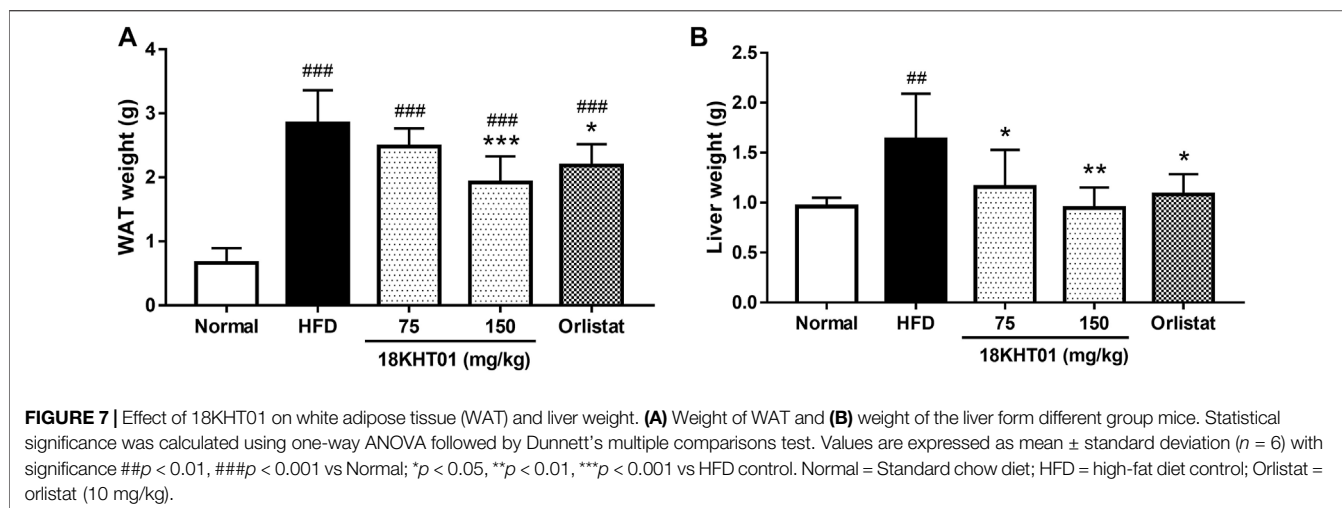 A
WAT weight (g)
4
3
2
1
0
###
###
###
***
###
*
Normal HFD 75 150 Orlistat
18KHT01 (mg/kg)
B
Liver weight (g)
2.5
2.0
1.5
1.0
0.5
0.0
##
*
**
*
Normal HFD 75 150 Orlistat
18KHT01 (mg/kg)
FIGURE 7 | Effect of 18KHT01 on white adipose tissue (WAT) and liver weight. (A) Weight of WAT and (B) weight of the liver form different group mice. Statistical
significance was calculated using one-way ANOVA followed by Dunnett's multiple comparisons test. Values are expressed as mean ± standard deviation (n = 6) with
significance ##p < 0.01, ###p < 0.001 vs Normal; *p < 0.05, **p < 0.01, ***p < 0.001 vs HFD control. Normal = Standard chow diet; HFD = high-fat diet control; Orlistat =
orlistat (10 mg/kg).